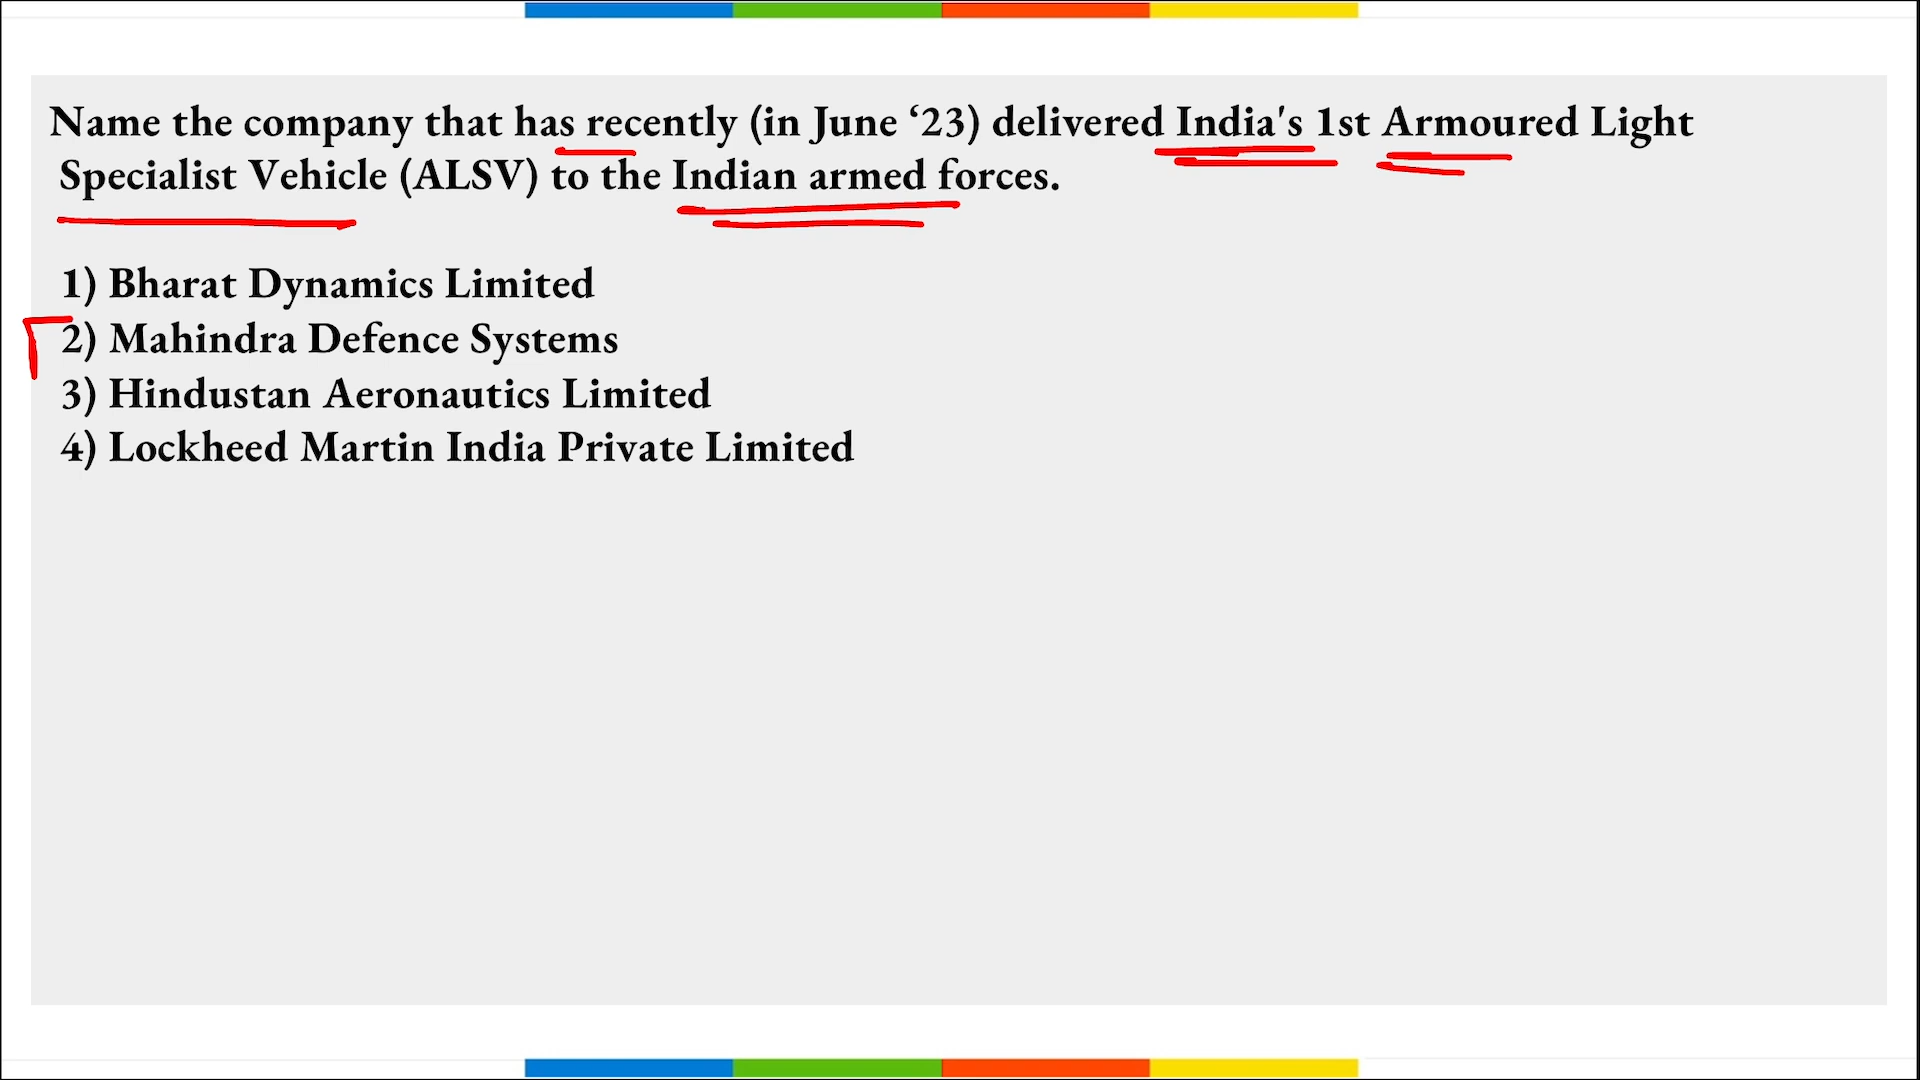 Name the company that has recently (in June ‘23) delivered India's 1st Armoured Light
Specialist Vehicle (ALSV) to the Indian armed forces.
1) Bharat Dynamics Limited
2) Mahindra Defence Systems
3) Hindustan Aeronautics Limited
4) Lockheed Martin India Private Limited